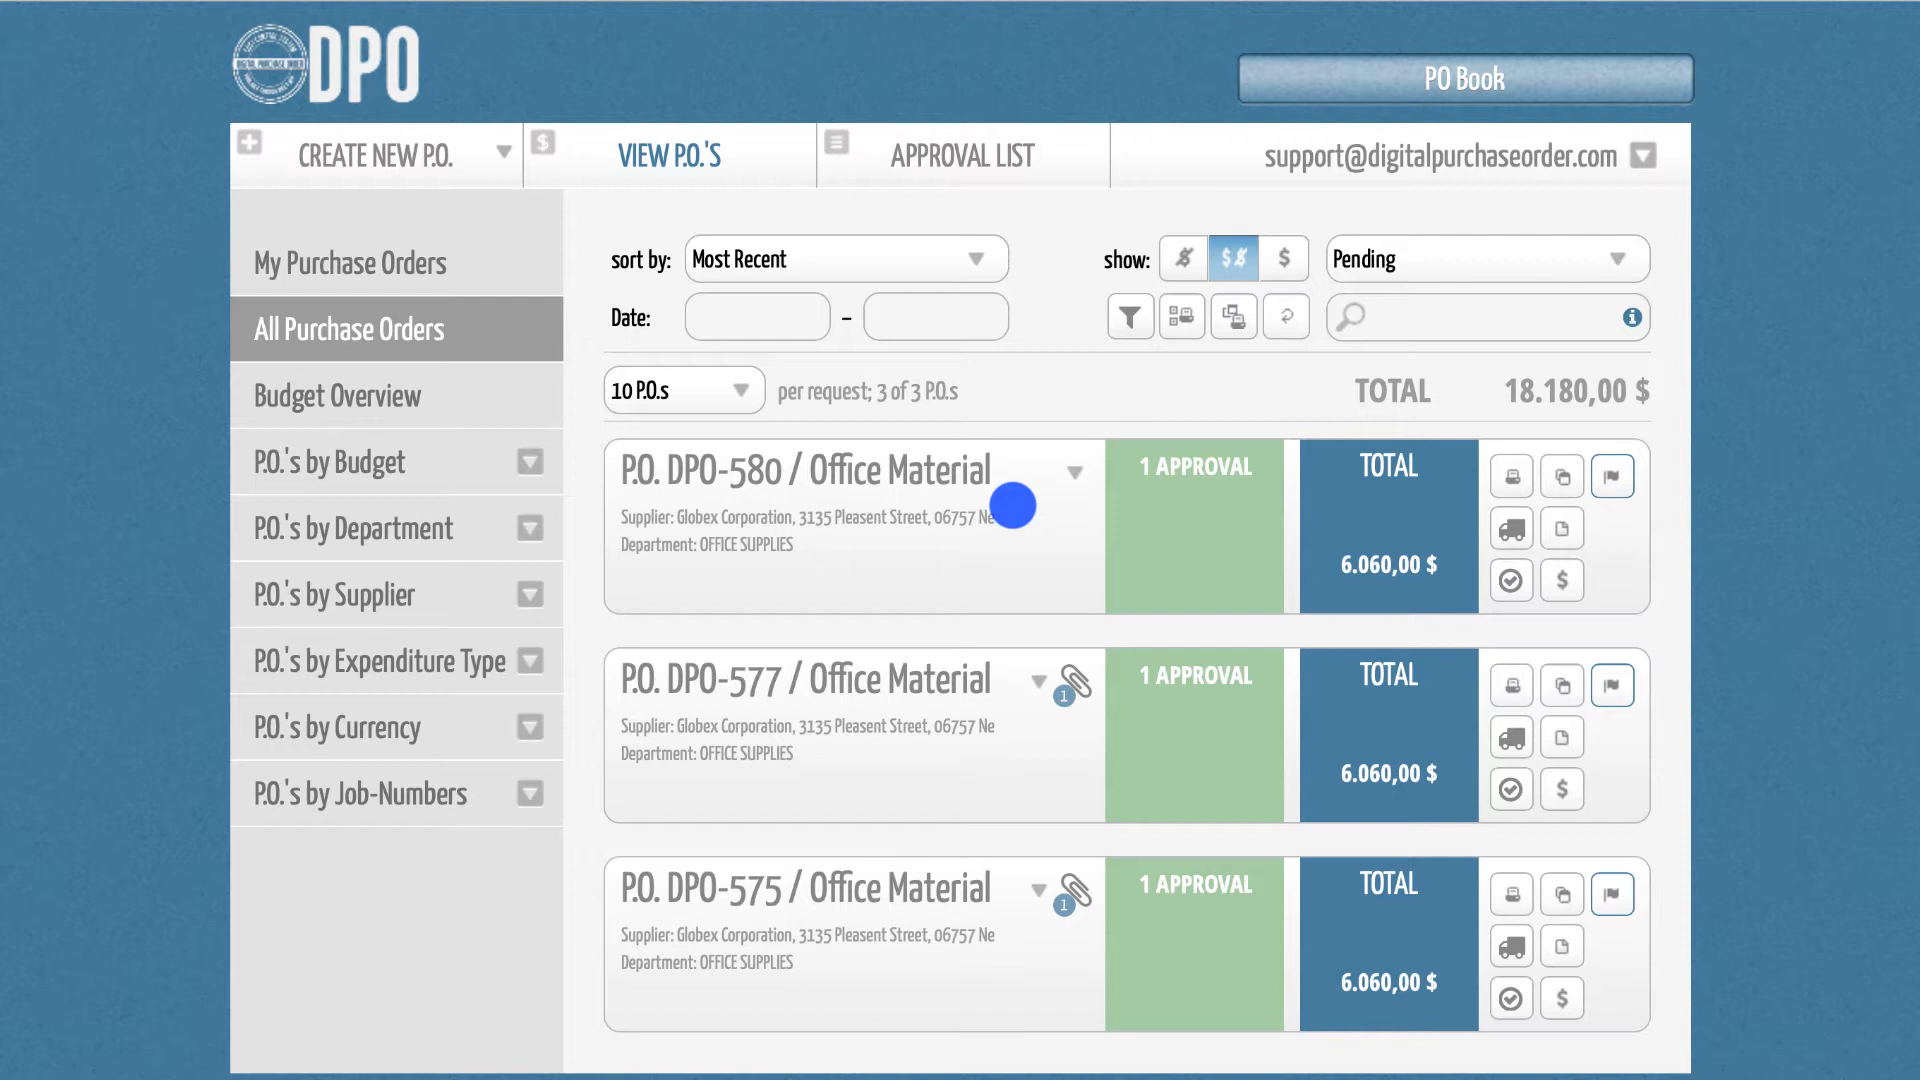 DPO
PO Book
CREATE NEW P.O.
VIEW P.O.'S
APPROVAL LIST
support@digitalpurchaseorder.com
My Purchase Orders
All Purchase Orders
Budget Overview
P.O.'s by Budget
P.O.'s by Department
P.O.'s by Supplier
P.O.'s by Expenditure Type
P.O.'s by Currency
P.O.'s by Job-Numbers
sort by: Most Recent
show: $ $ $ $ Pending
Date: –
10 P.O.s per request; 3 of 3 P.O.s
TOTAL 18.180,00 $
P.O. DPO-580 / Office Material
Supplier: Globex Corporation, 3135 Pleasent Street, 06757 Ne
Department: OFFICE SUPPLIES
1 APPROVAL
TOTAL
6.060,00 $
$
P.O. DPO-577 / Office Material
1
Supplier: Globex Corporation, 3135 Pleasent Street, 06757 Ne
Department: OFFICE SUPPLIES
1 APPROVAL
TOTAL
6.060,00 $
$
P.O. DPO-575 / Office Material
1
Supplier: Globex Corporation, 3135 Pleasent Street, 06757 Ne
Department: OFFICE SUPPLIES
1 APPROVAL
TOTAL
6.060,00 $
$